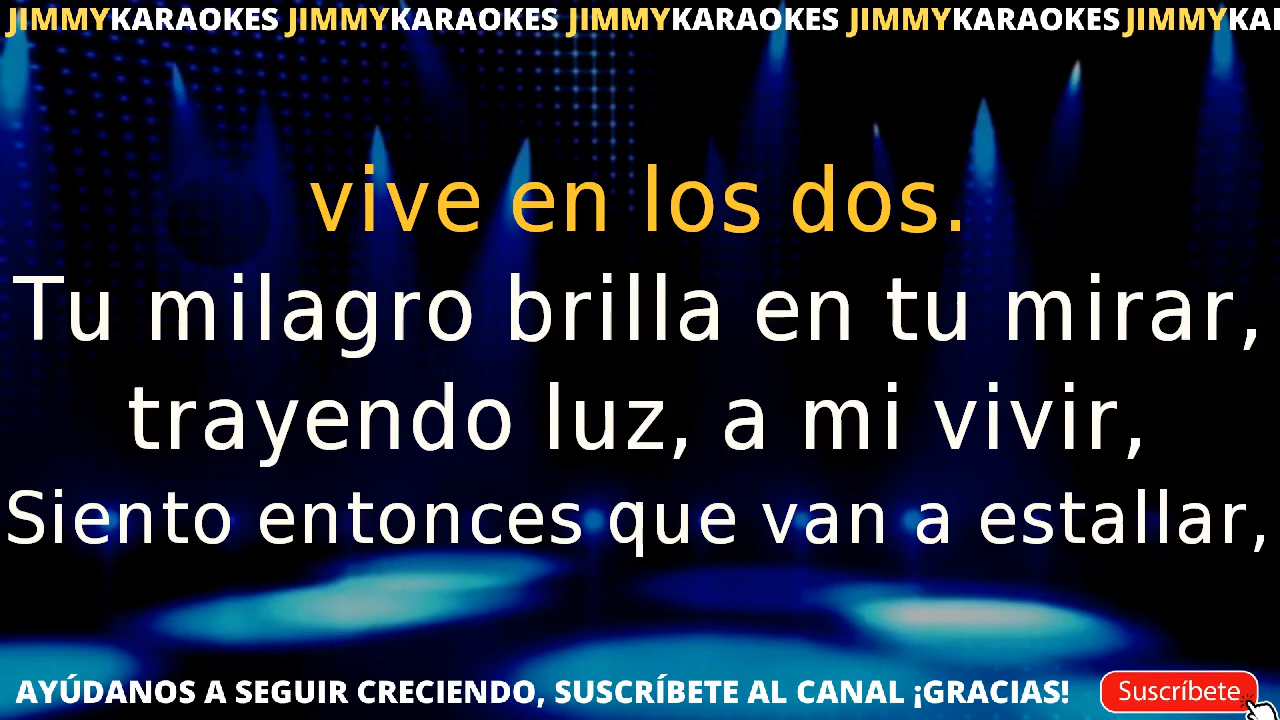 JIMMYKARAOKES JIMMYKARAOKES JIMMYKARAOKES JIMMYKARAOKES JIMMYKA
vive en los dos.
Tu milagro brilla en tu mirar,
trayendo luz, a mi vivir,
Siento entonces que van a estallar,
AYÚDANOS A SEGUIR CRECIENDO, SUSCRÍBETE AL CANAL ¡GRACIAS! Suscríbete